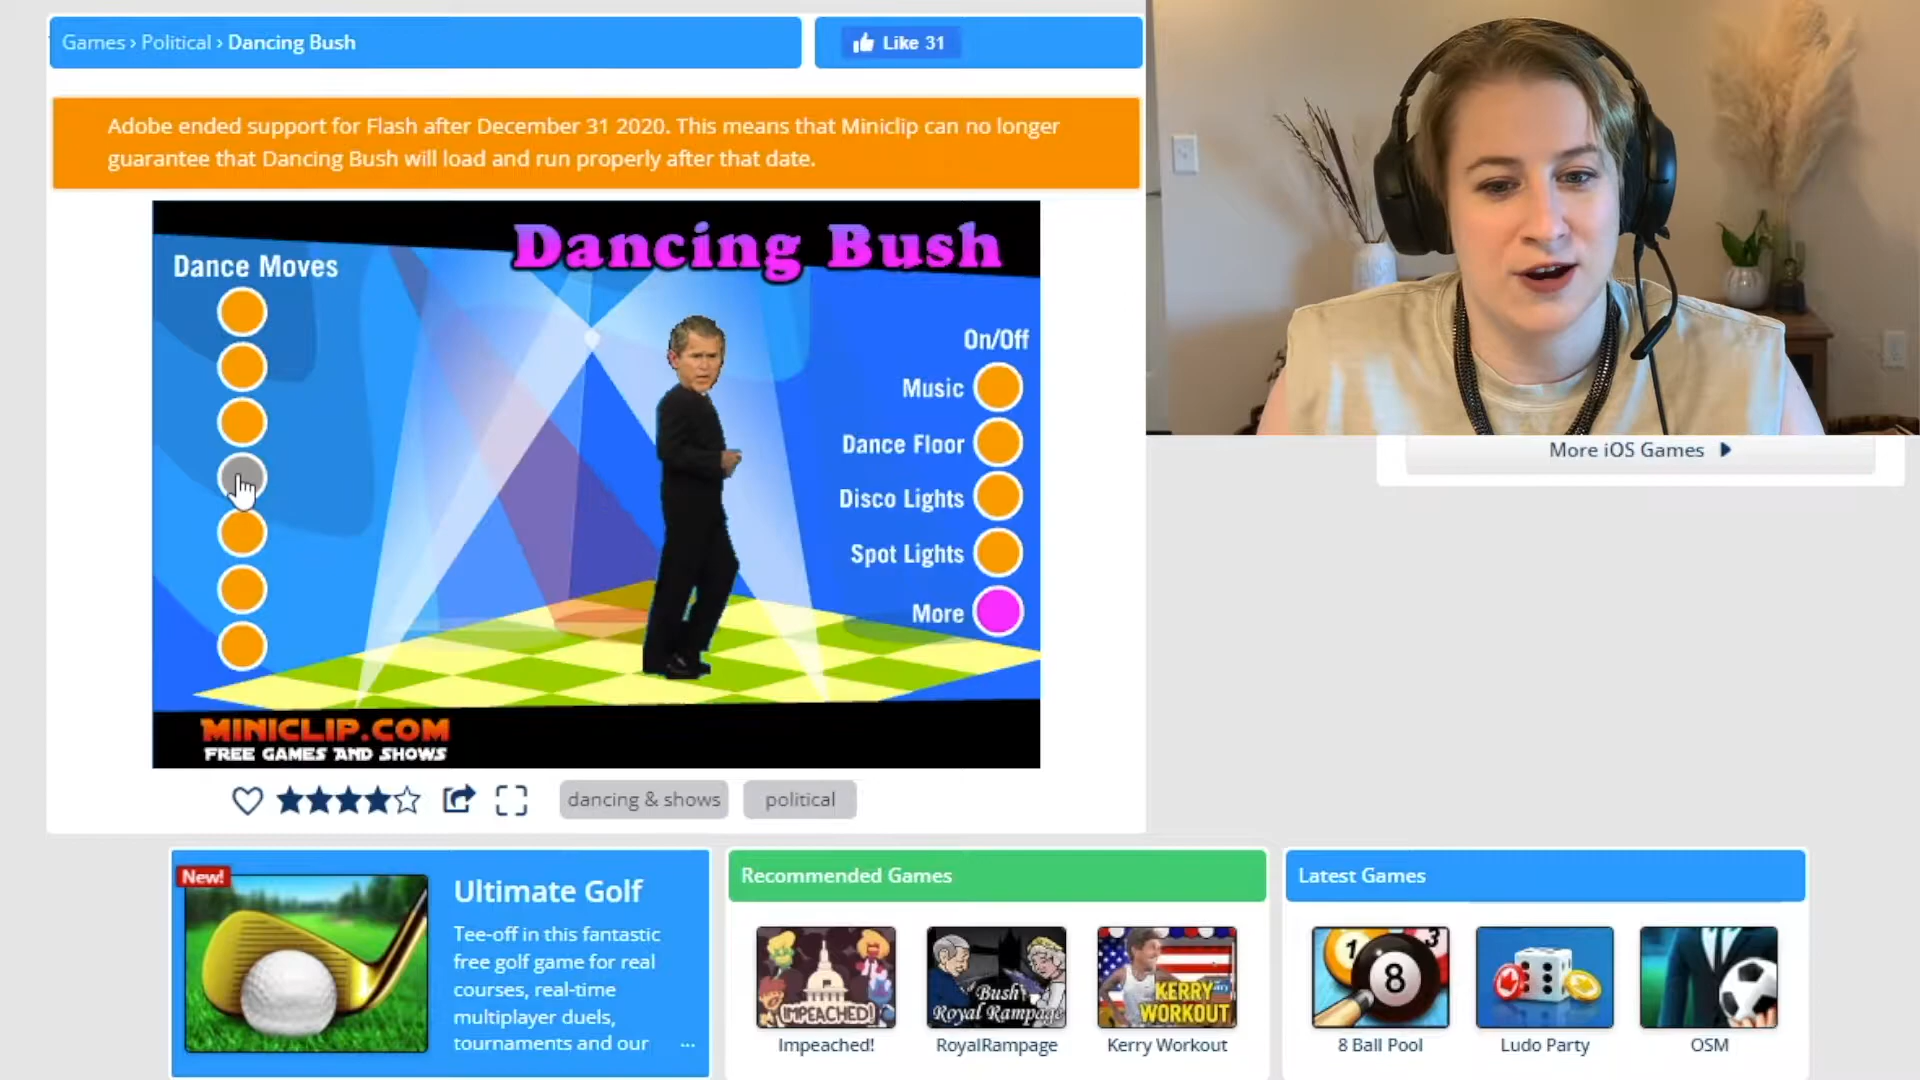 Games › Political › Dancing Bush
Like 31
Adobe ended support for Flash after December 31 2020. This means that Miniclip can no longer
guarantee that Dancing Bush will load and run properly after that date.
Dancing Bush
Dance Moves
On/Off
Music
Dance Floor
Disco Lights
Spot Lights
More
MINICLIP.COM
FREE GAMES AND SHOWS
dancing & shows
political
More iOS Games
New!
Ultimate Golf
Tee-off in this fantastic
free golf game for real
courses, real-time
multiplayer duels,
tournaments and our ...
Recommended Games
IMPEACHED!
Impeached!
Bush's
Royal Rampage
RoyalRampage
KERRY
WORKOUT
Kerry Workout
Latest Games
1
3
8
8 Ball Pool
Ludo Party
OSM